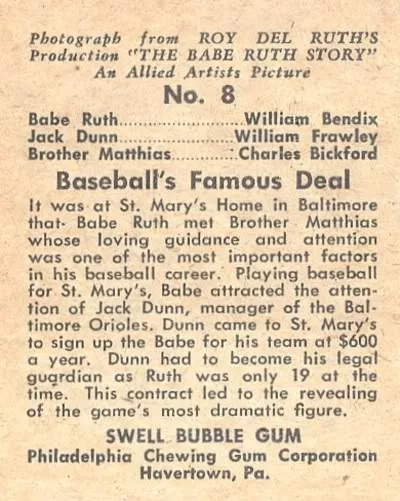 Photograph from ROY DEL RUTH'S
Production "THE BABE RUTH STORY"
An Allied Artists Picture
No. 8
Babe Ruth........................William Bendix
Jack Dunn......................William Frawley
Brother Matthias............Charles Bickford
Baseball's Famous Deal
It was at St. Mary's Home in Baltimore
that Babe Ruth met Brother Matthias
whose loving guidance and attention
was one of the most important factors
in his baseball career. Playing baseball
for St. Mary's, Babe attracted the atten-
tion of Jack Dunn, manager of the Bal-
timore Orioles. Dunn came to St. Mary's
to sign up the Babe for his team at $600
a year. Dunn had to become his legal
guardian as Ruth was only 19 at the
time. This contract led to the revealing
of the game's most dramatic figure.
SWELL BUBBLE GUM
Philadelphia Chewing Gum Corporation
Havertown, Pa.